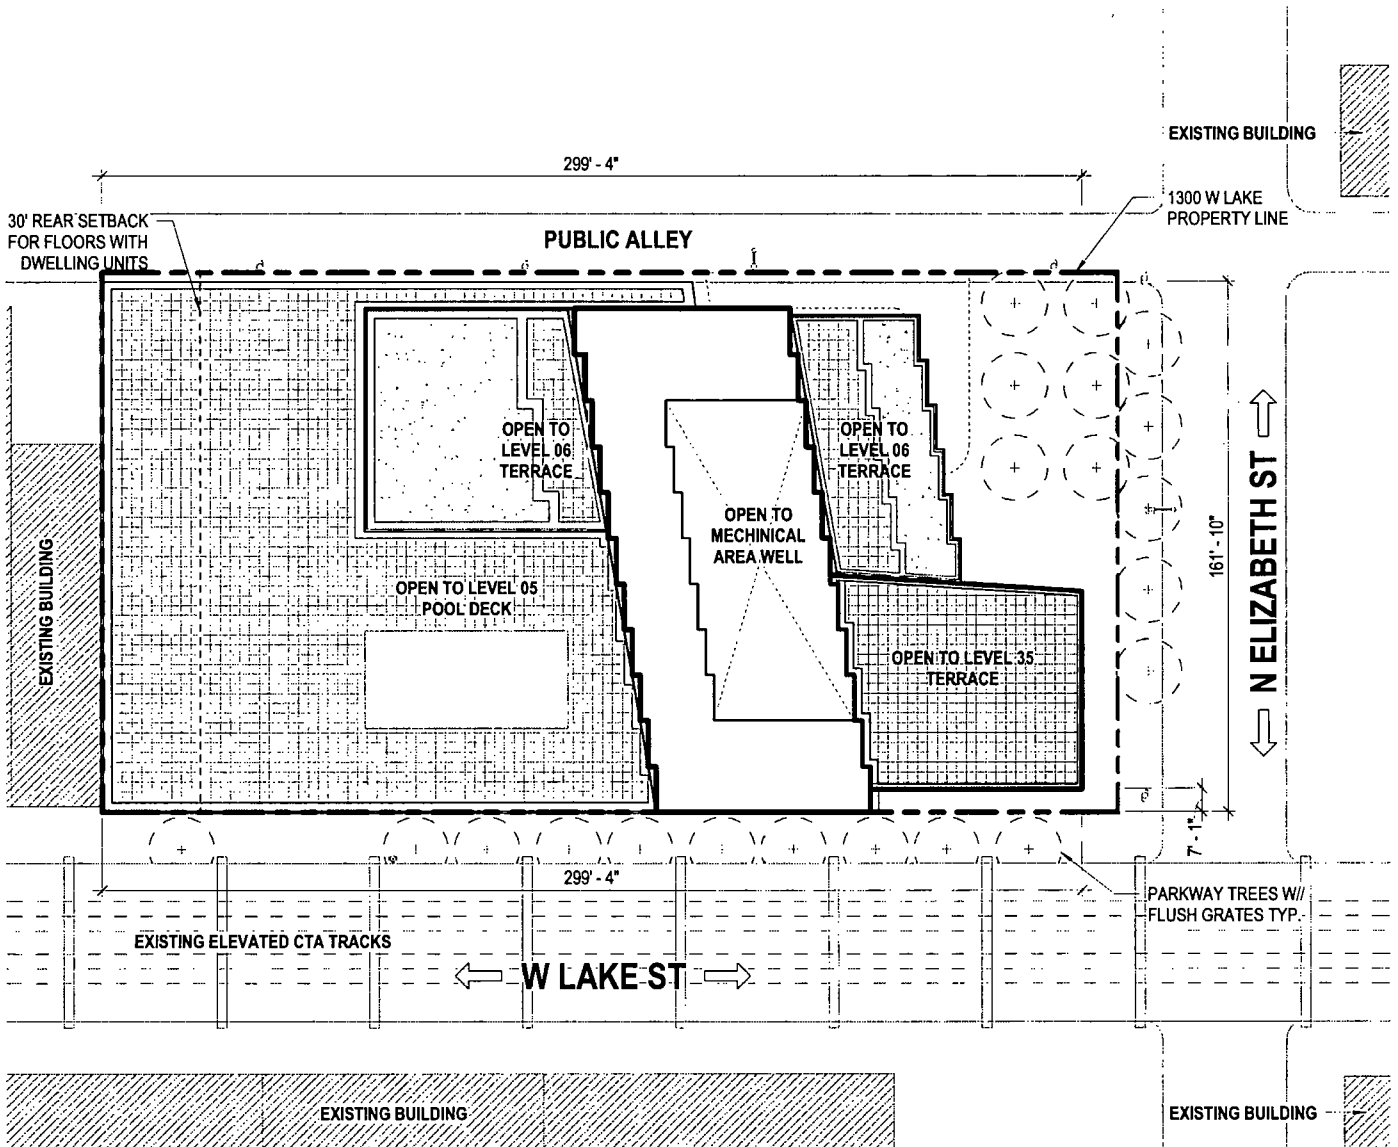 EXISTING BUILDING
299' - 4"
1300 W LAKE
PROPERTY LINE
30' REAR SETBACK
FOR FLOORS WITH
DWELLING UNITS
PUBLIC ALLEY
OPEN TO
LEVEL 06
TERRACE
OPEN TO
LEVEL 06
TERRACE
OPEN TO
MECHINICAL
AREA WELL
EXISTING BUILDING
OPEN TO LEVEL 05
POOL DECK
OPEN TO LEVEL 35
TERRACE
161' - 10"
N ELIZABETH ST
7' - 1"
299' - 4"
PARKWAY TREES W//
FLUSH GRATES TYP.
EXISTING ELEVATED CTA TRACKS
W LAKE ST
EXISTING BUILDING
EXISTING BUILDING